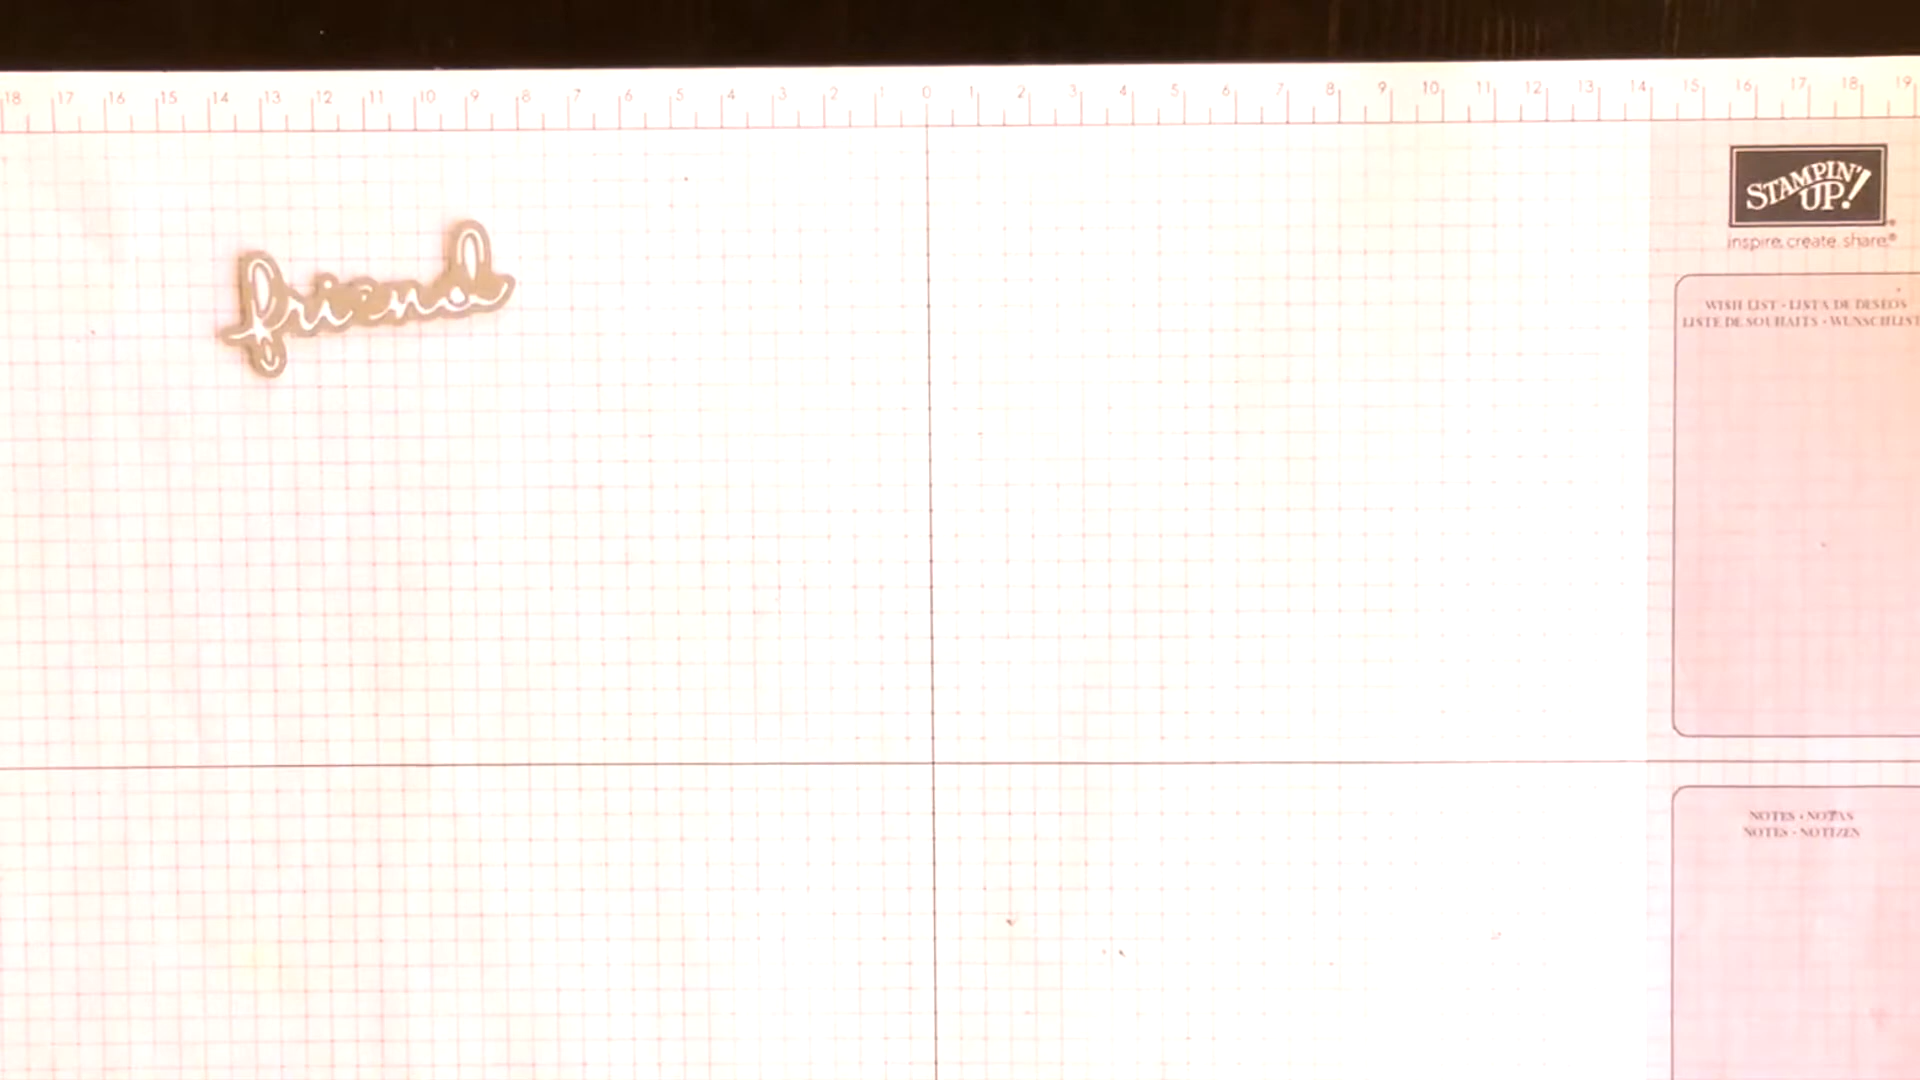 18 17 16 15 14 13 12 11 10 9 8 7 6 5 4 3 2 1 0 1 2 3 4 5 6 7 8 9 10 11 12 13 14 15 16 17 18 19
STAMPIN'
UP!®
inspire. create. share.®
friend
WISH LIST • LISTA DE DESEOS
LISTE DE SOUHAITS • WUNSCHLISTE
NOTES • NOTAS
NOTES • NOTIZEN